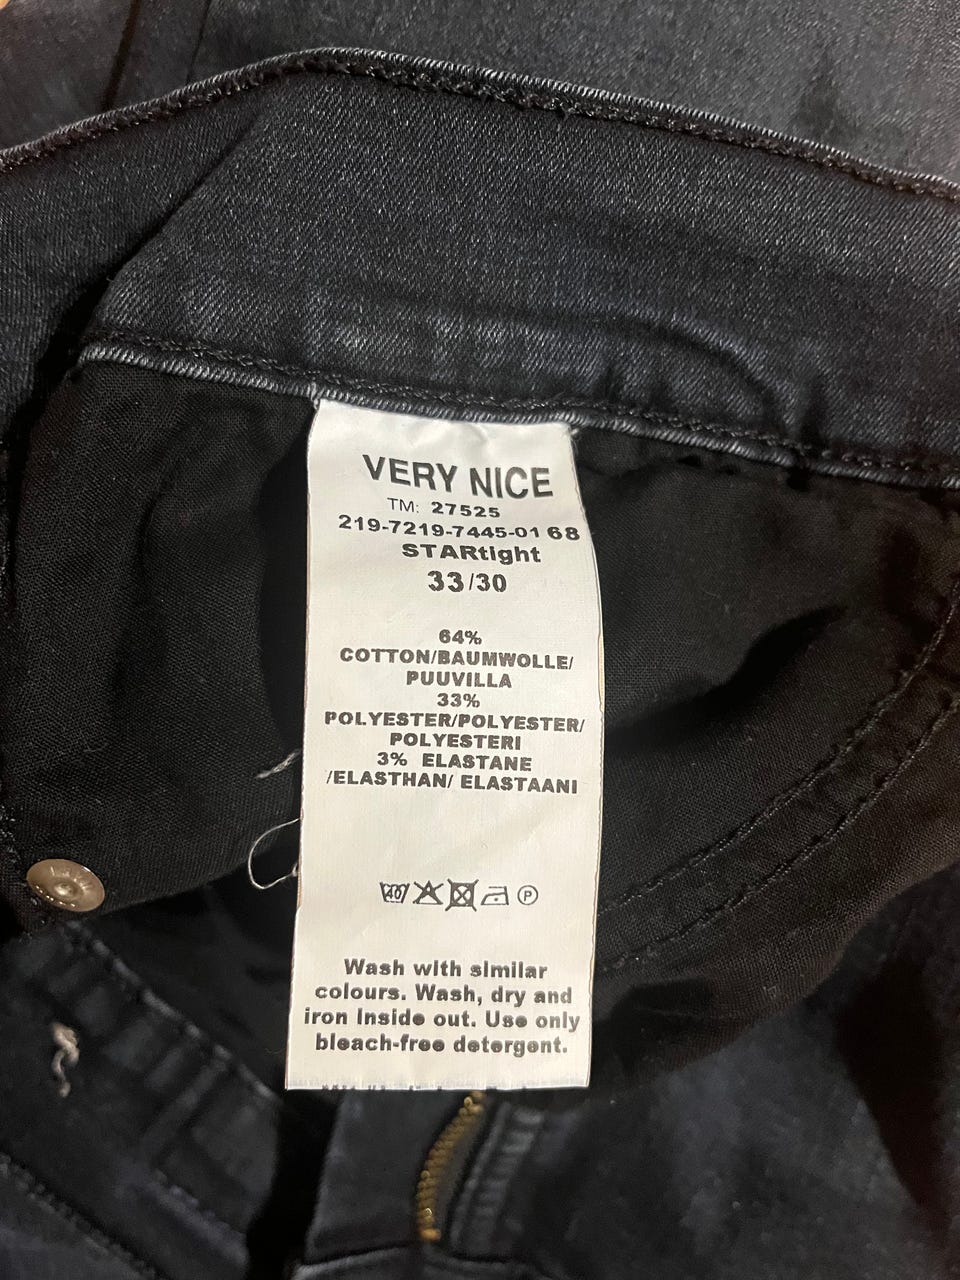 VERY NICE
TM: 27525
219-7219-7445-01 68
STARtight
33/30
64%
COTTON/BAUMWOLLE/
PUUVILLA
33%
POLYESTER/POLYESTER/
POLYESTERI
3% ELASTANE
/ELASTHAN/ ELASTAANI
40 P
Wash with similar
colours. Wash, dry and
iron inside out. Use only
bleach-free detergent.